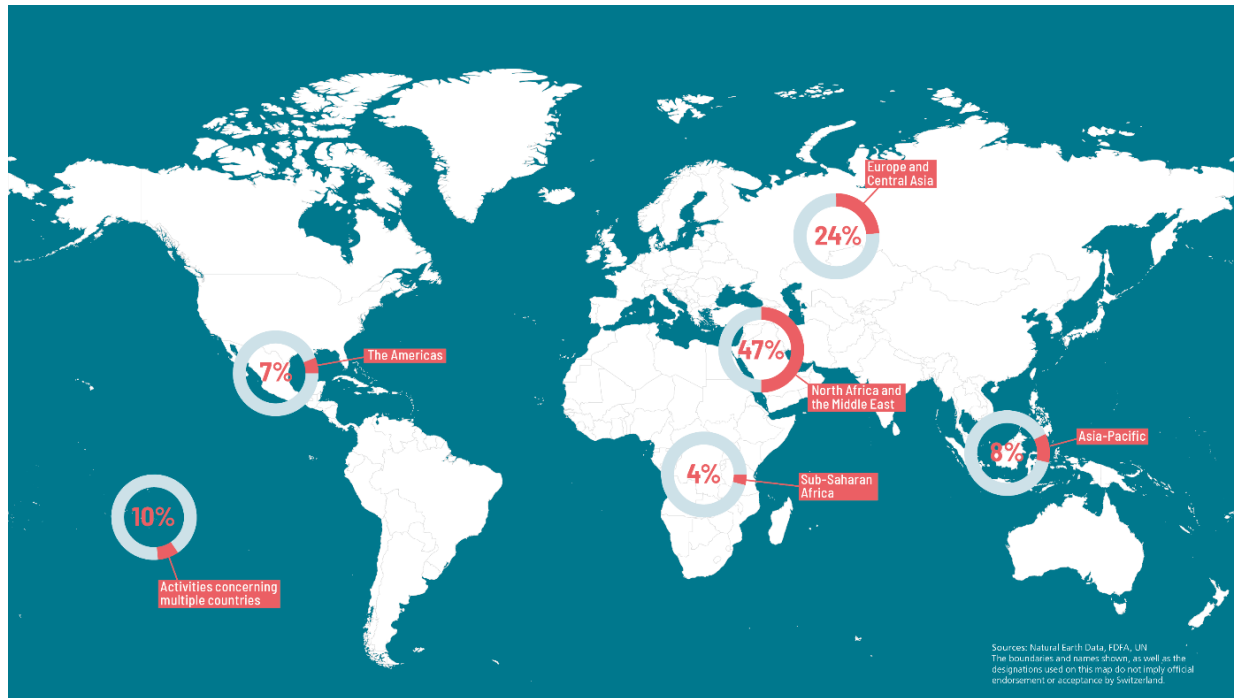 Europe and
Central Asia
24%
47%
North Africa and
the Middle East
7%
The Americas
8%
Asia-Pacific
4%
Sub-Saharan
Africa
10%
Activities concerning
multiple countries
Sources: Natural Earth Data, FDFA, UN
The boundaries and names shown, as well as the
designations used on this map do not imply official
endorsement or acceptance by Switzerland.